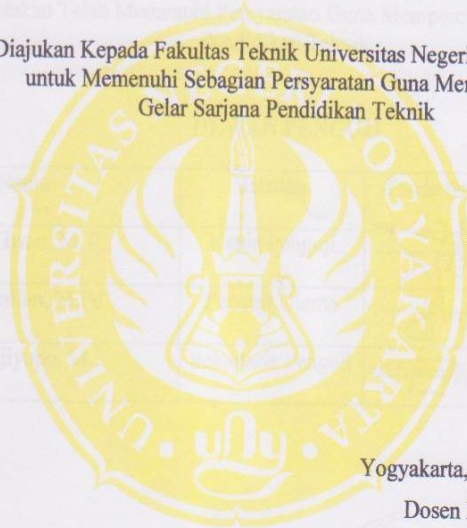 Diajukan Kepada Fakultas Teknik Universitas Negeri
untuk Memenuhi Sebagian Persyaratan Guna Mem
Gelar Sarjana Pendidikan Teknik
UNIVERSITAS NEGERI YOGYAKARTA
uny
Yogyakarta,
Dosen